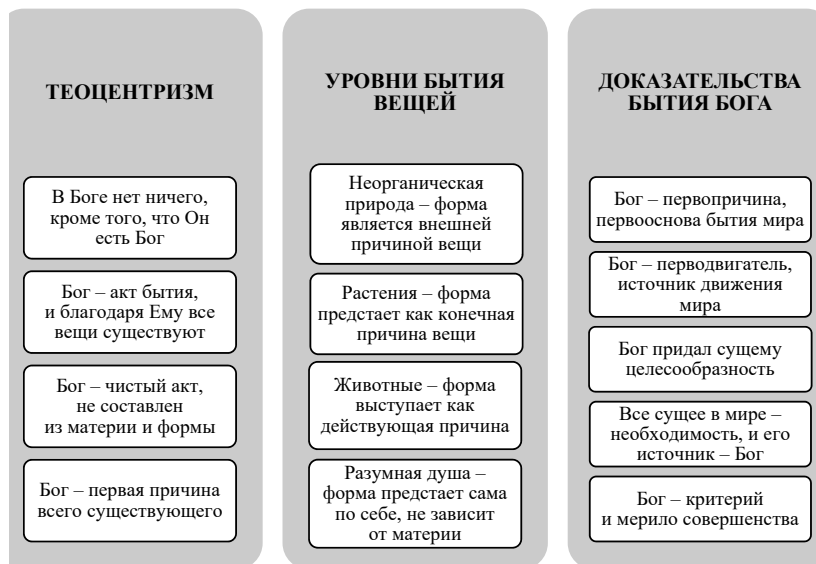 ТЕОЦЕНТРИЗМ
В Боге нет ничего,
кроме того, что Он
есть Бог
Бог – акт бытия,
и благодаря Ему все
вещи существуют
Бог – чистый акт,
не составлен
из материи и формы
Бог – первая причина
всего существующего
УРОВНИ БЫТИЯ
ВЕЩЕЙ
Неорганическая
природа – форма
является внешней
причиной вещи
Растения – форма
предстает как конечная
причина вещи
Животные – форма
выступает как
действующая причина
Разумная душа –
форма предстает сама
по себе, не зависит
от материи
ДОКАЗАТЕЛЬСТВА
БЫТИЯ БОГА
Бог – первопричина,
первооснова бытия мира
Бог – перводвигатель,
источник движения
мира
Бог придал сущему
целесообразность
Все сущее в мире –
необходимость, и его
источник – Бог
Бог – критерий
и мерило совершенства